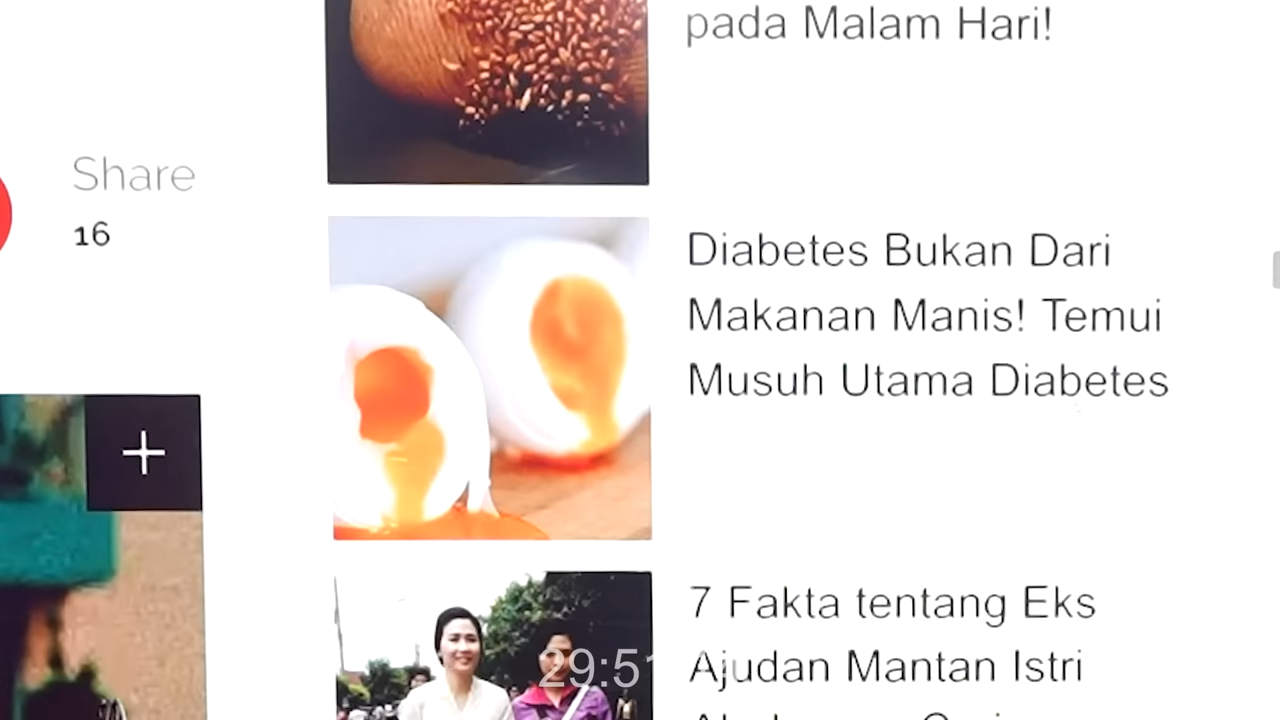 pada Malam Hari!
Share
16
Diabetes Bukan Dari
Makanan Manis! Temui
Musuh Utama Diabetes
7 Fakta tentang Eks
Ajudan Mantan Istri
29:51